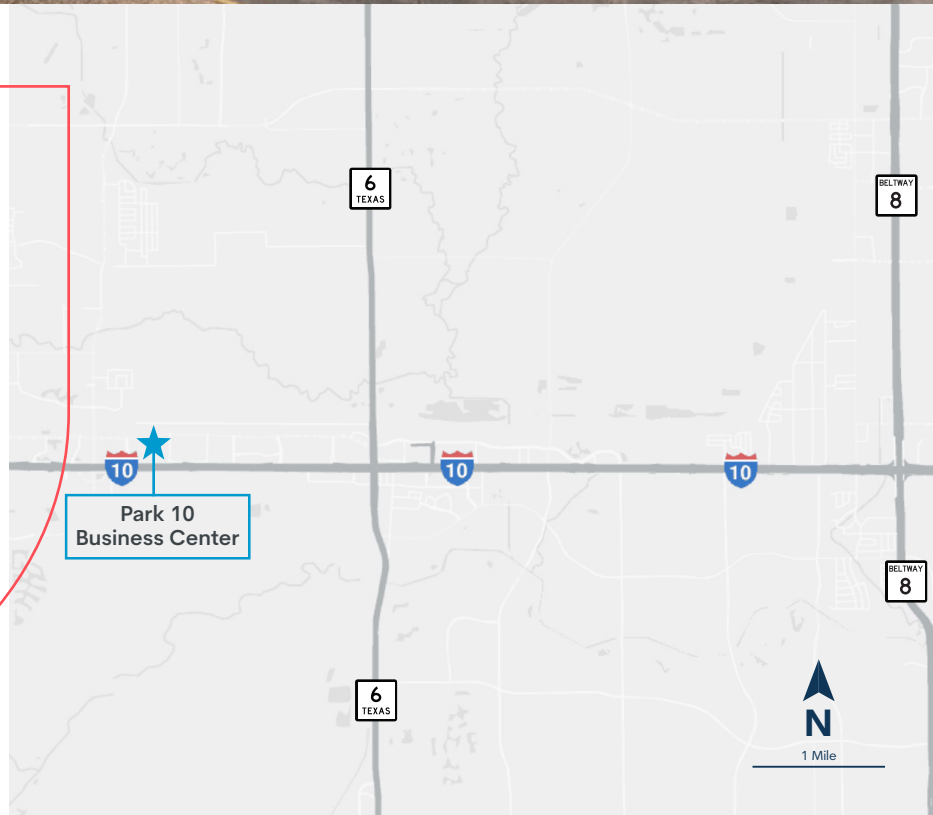 6
TEXAS
BELTWAY
8
10
10
10
Park 10
Business Center
BELTWAY
8
6
TEXAS
N
1 Mile